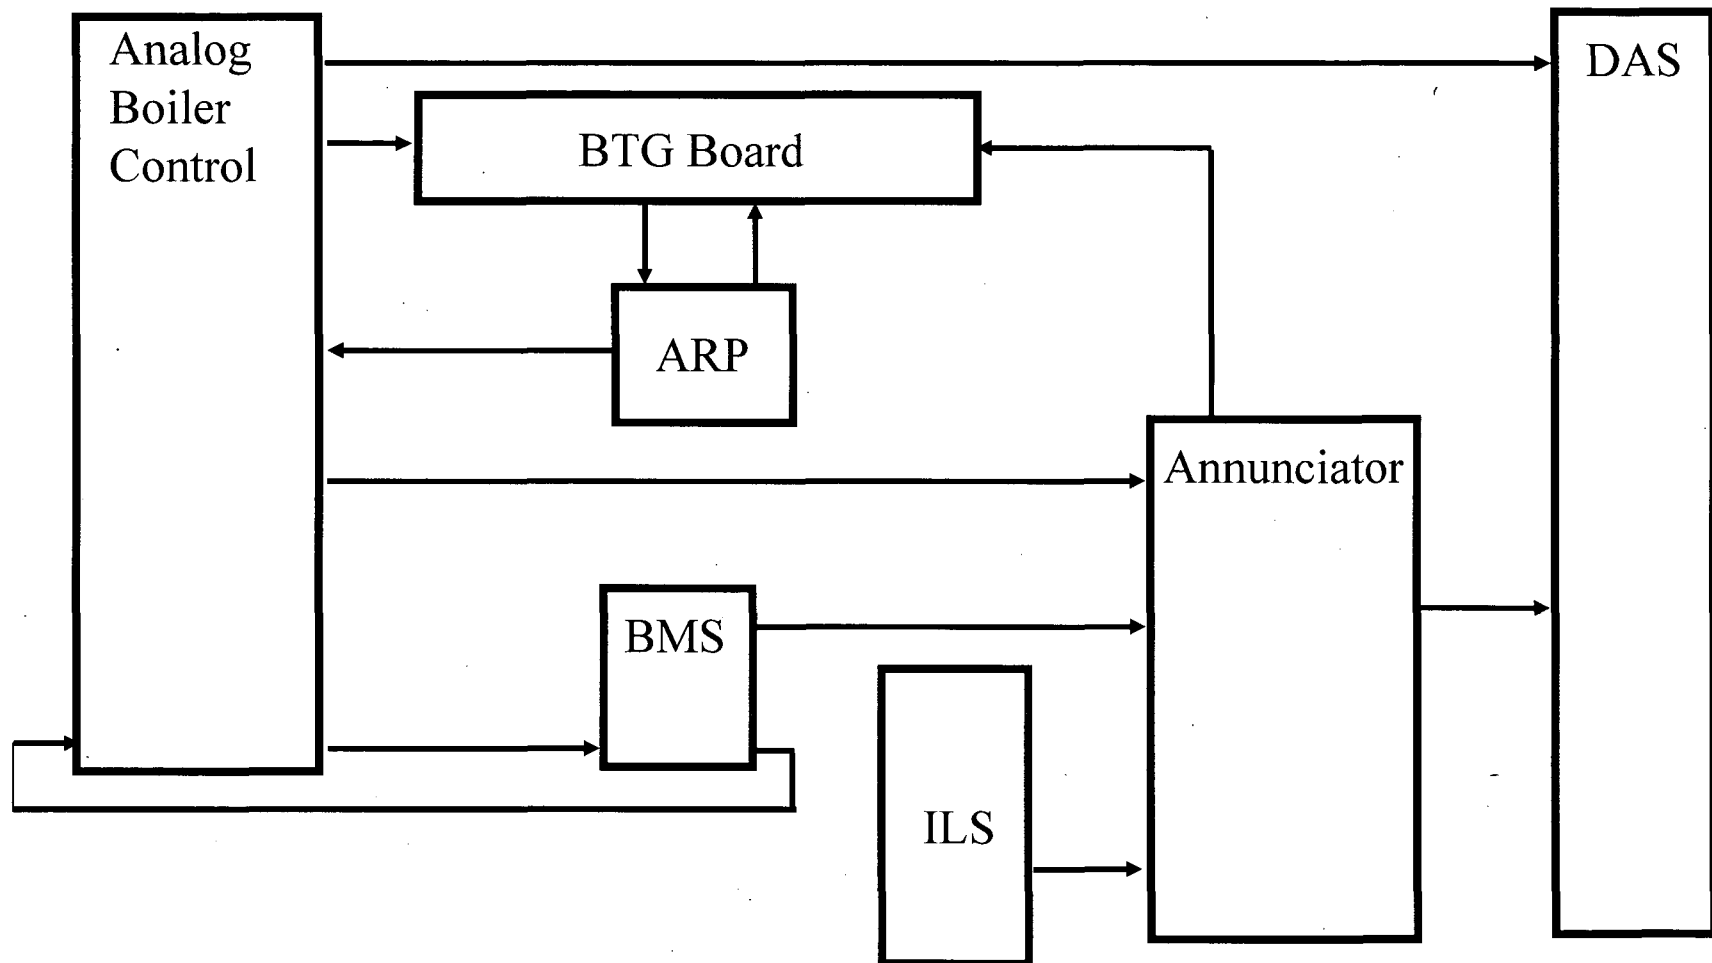 Analog
Boiler
Control
DAS
BTG Board
ARP
Annunciator
BMS
ILS